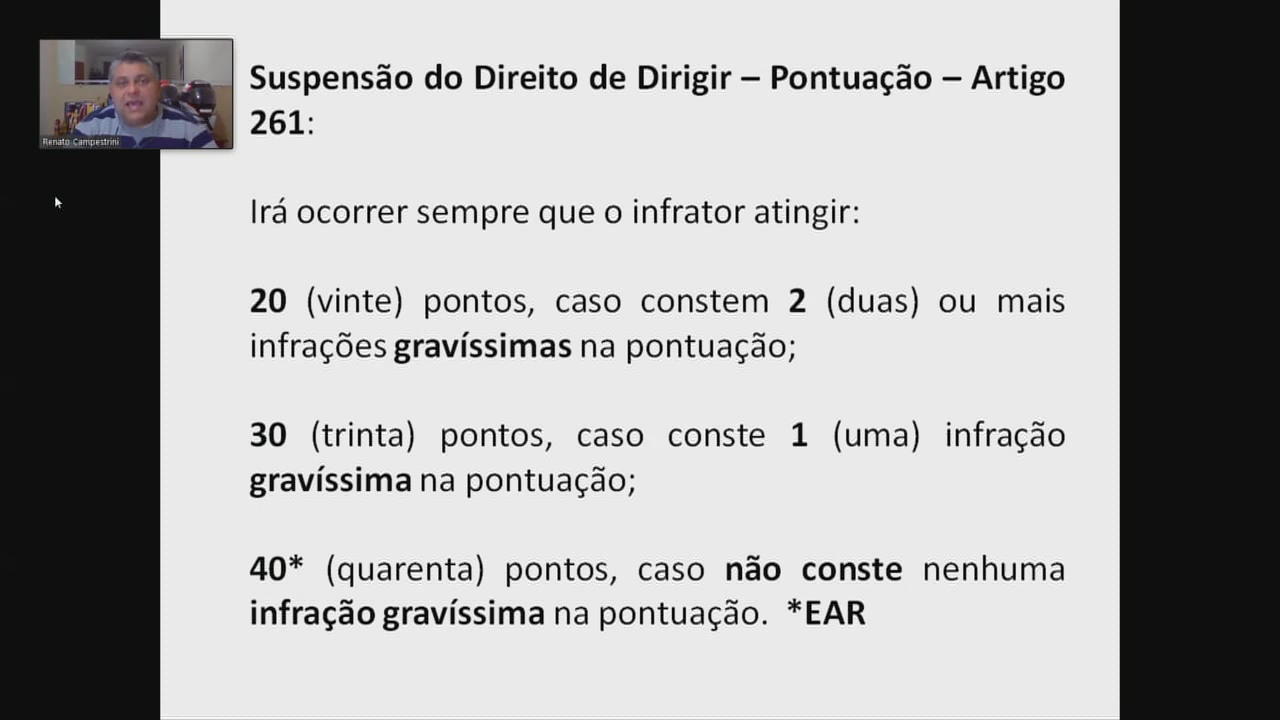 Renato Campestrini
Suspensão do Direito de Dirigir – Pontuação – Artigo
261:
Irá ocorrer sempre que o infrator atingir:
20 (vinte) pontos, caso constem 2 (duas) ou mais
infrações gravíssimas na pontuação;
30 (trinta) pontos, caso conste 1 (uma) infração
gravíssima na pontuação;
40* (quarenta) pontos, caso não conste nenhuma
infração gravíssima na pontuação. *EAR